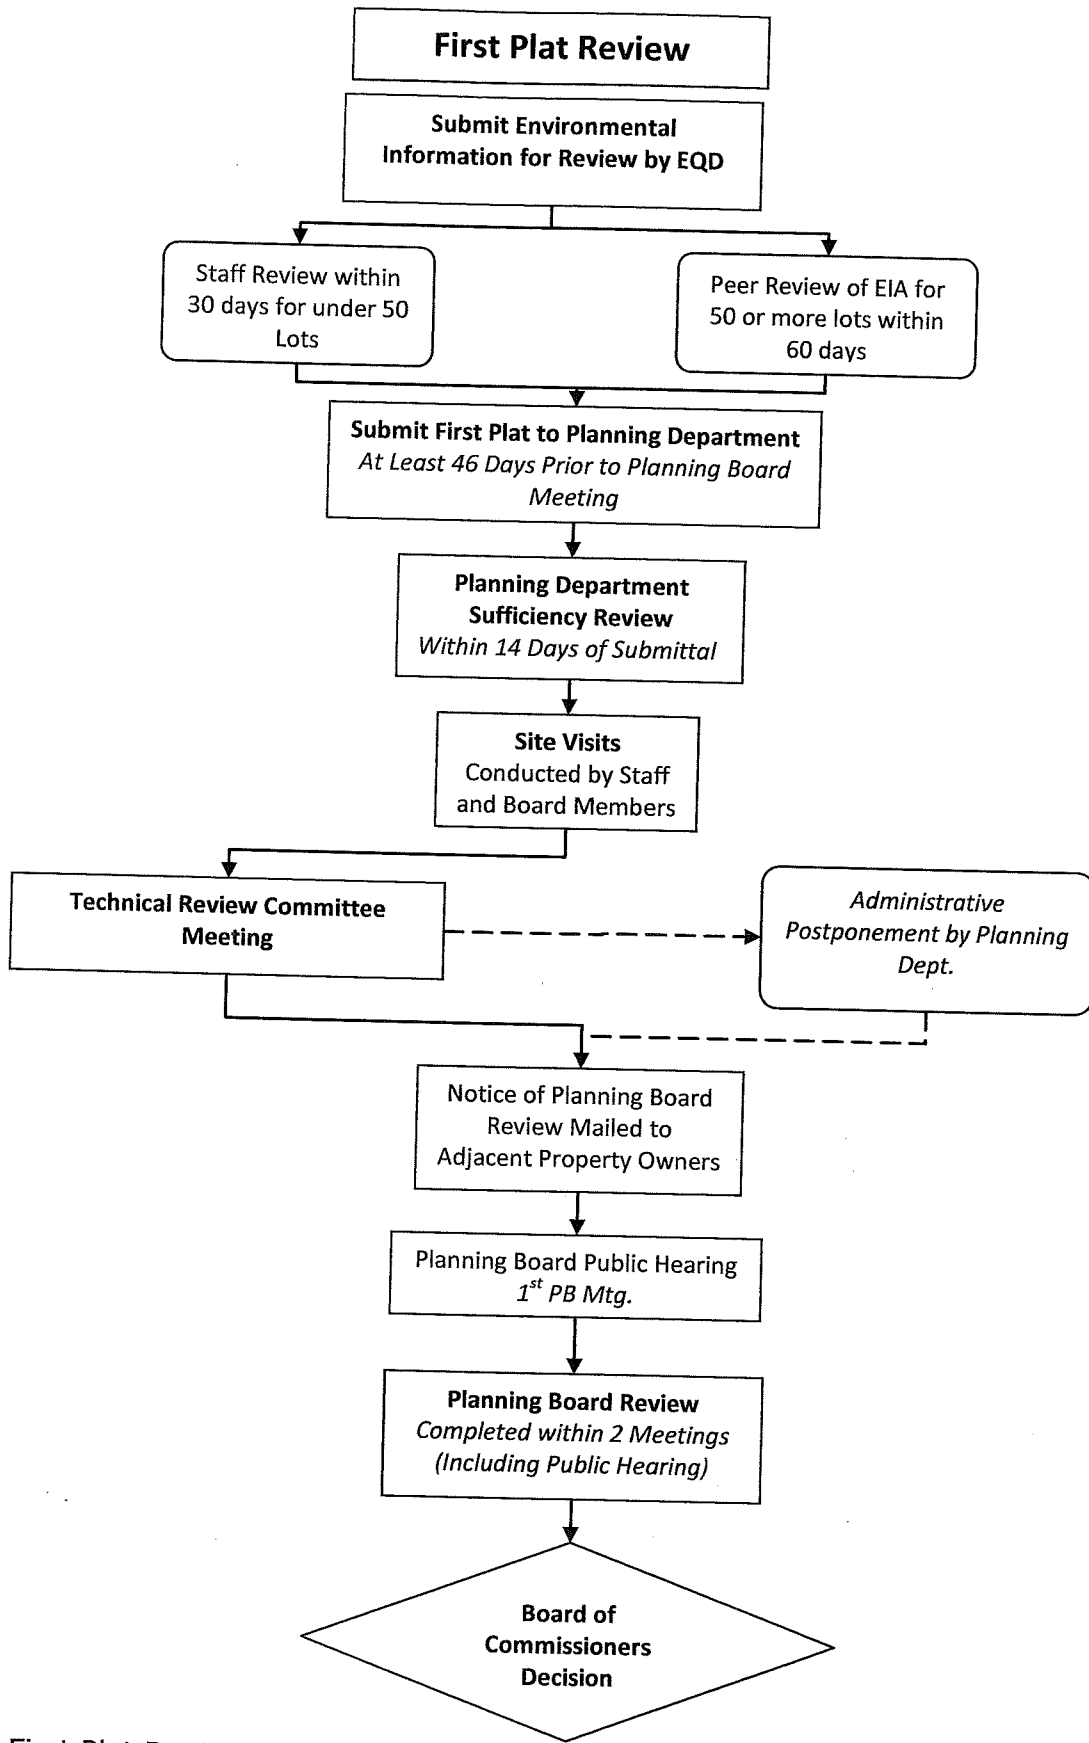 First Plat Review
Submit Environmental
Information for Review by EQD
Staff Review within
30 days for under 50
Lots
Peer Review of EIA for
50 or more lots within
60 days
Submit First Plat to Planning Department
At Least 46 Days Prior to Planning Board
Meeting
Planning Department
Sufficiency Review
Within 14 Days of Submittal
Site Visits
Conducted by Staff
and Board Members
Technical Review Committee
Meeting
Administrative
Postponement by Planning
Dept.
Notice of Planning Board
Review Mailed to
Adjacent Property Owners
Planning Board Public Hearing
1st PB Mtg.
Planning Board Review
Completed within 2 Meetings
(Including Public Hearing)
Board of
Commissioners
Decision
First Plat